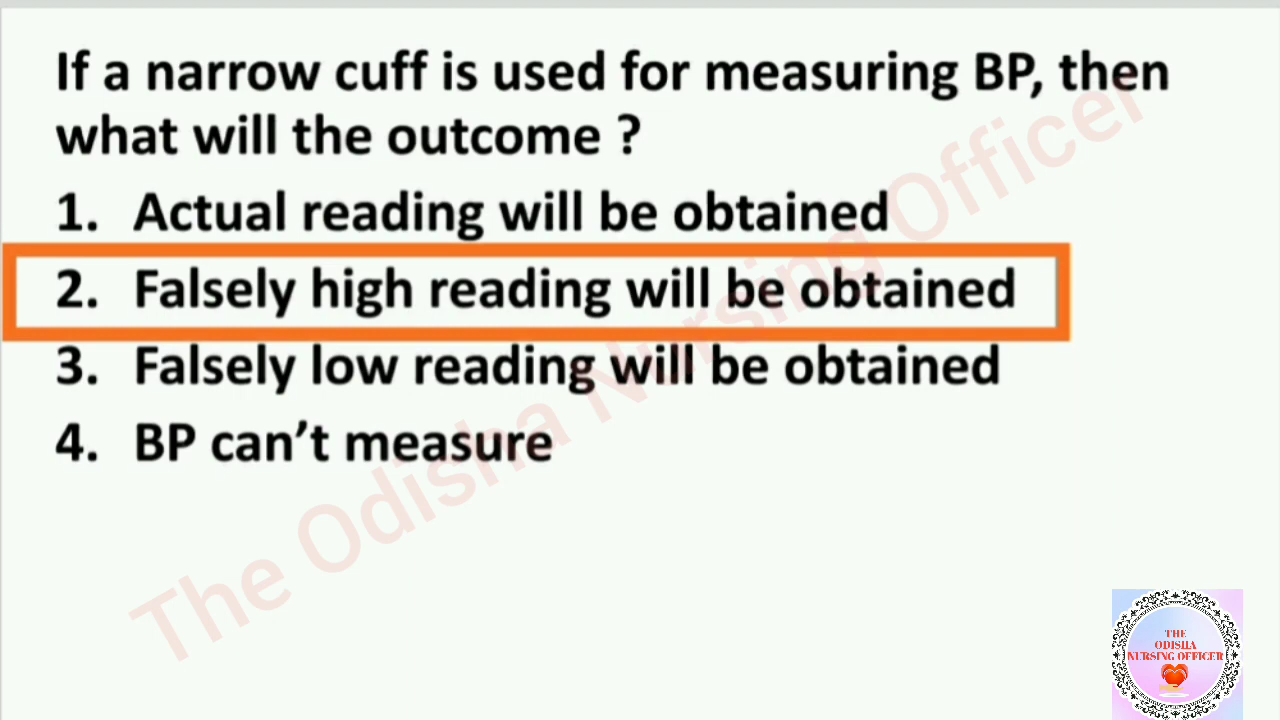 If a narrow cuff is used for measuring BP, then
what will the outcome ?
1. Actual reading will be obtained
2. Falsely high reading will be obtained
3. Falsely low reading will be obtained
4. BP can’t measure
The Odisha Nursing Officer
THE
ODISHA
NURSING OFFICER